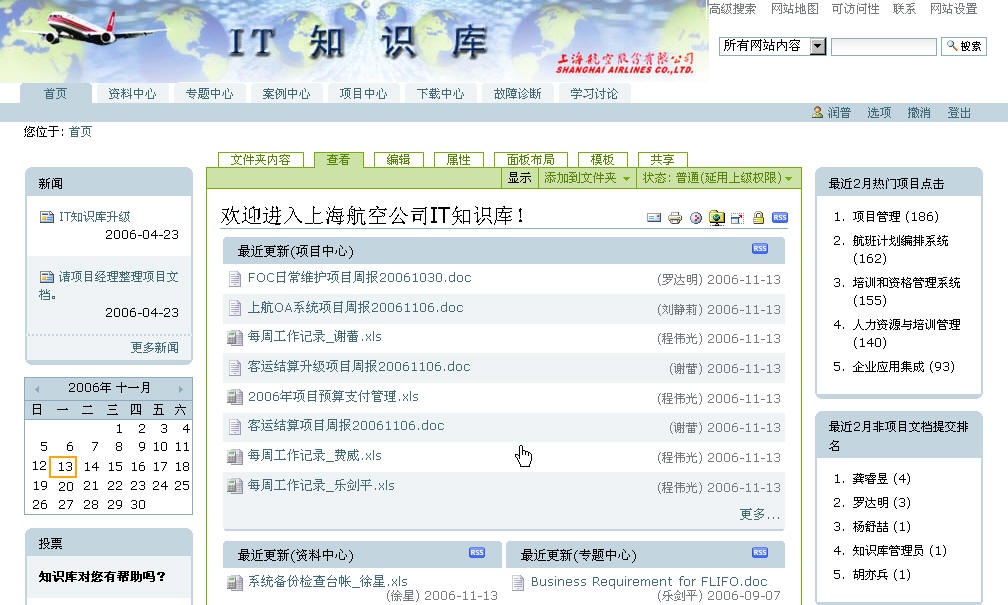 高级搜索 网站地图 可访问性 联系 网站设置
IT 知 识 库
所有网站内容 搜索
上海航空股份有限公司
SHANGHAI AIRLINES CO.,LTD.
首页 资料中心 专题中心 案例中心 项目中心 下载中心 故障诊断 学习讨论
润普 选项 撤消 登出
您位于: 首页
新闻
IT知识库升级
2006-04-23
请项目经理整理项目文
档。
2006-04-23
更多新闻
2006年 十一月
日 一 二 三 四 五 六
1 2 3 4
5 6 7 8 9 10 11
12 13 14 15 16 17 18
19 20 21 22 23 24 25
26 27 28 29 30
投票
知识库对您有帮助吗?
文件夹内容 查看 编辑 属性 面板布局 模板 共享
显示 添加到文件夹 状态: 普通(延用上级权限)
欢迎进入上海航空公司IT知识库!
RSS
最近更新(项目中心) RSS
FOC日常维护项目周报20061030.doc (罗达明) 2006-11-13
上航OA系统项目周报20061106.doc (刘静莉) 2006-11-13
每周工作记录_谢蕾.xls (程伟光) 2006-11-13
客运结算升级项目周报20061106.doc (谢蕾) 2006-11-13
2006年项目预算支付管理.xls (程伟光) 2006-11-13
客运结算项目周报20061106.doc (谢蕾) 2006-11-13
每周工作记录_费威.xls (程伟光) 2006-11-13
每周工作记录_乐剑平.xls (程伟光) 2006-11-13
更多...
最近更新(资料中心) RSS
系统备份检查台帐_徐星.xls
(徐星) 2006-11-13
最近更新(专题中心) RSS
Business Requirement for FLIFO.doc
(乐剑平) 2006-09-07
最近2月热门项目点击
1. 项目管理 (186)
2. 航班计划编排系统
(162)
3. 培训和资格管理系统
(155)
4. 人力资源与培训管理
(140)
5. 企业应用集成 (93)
最近2月非项目文档提交排
名
1. 龚睿昱 (4)
2. 罗达明 (3)
3. 杨舒喆 (1)
4. 知识库管理员 (1)
5. 胡亦兵 (1)